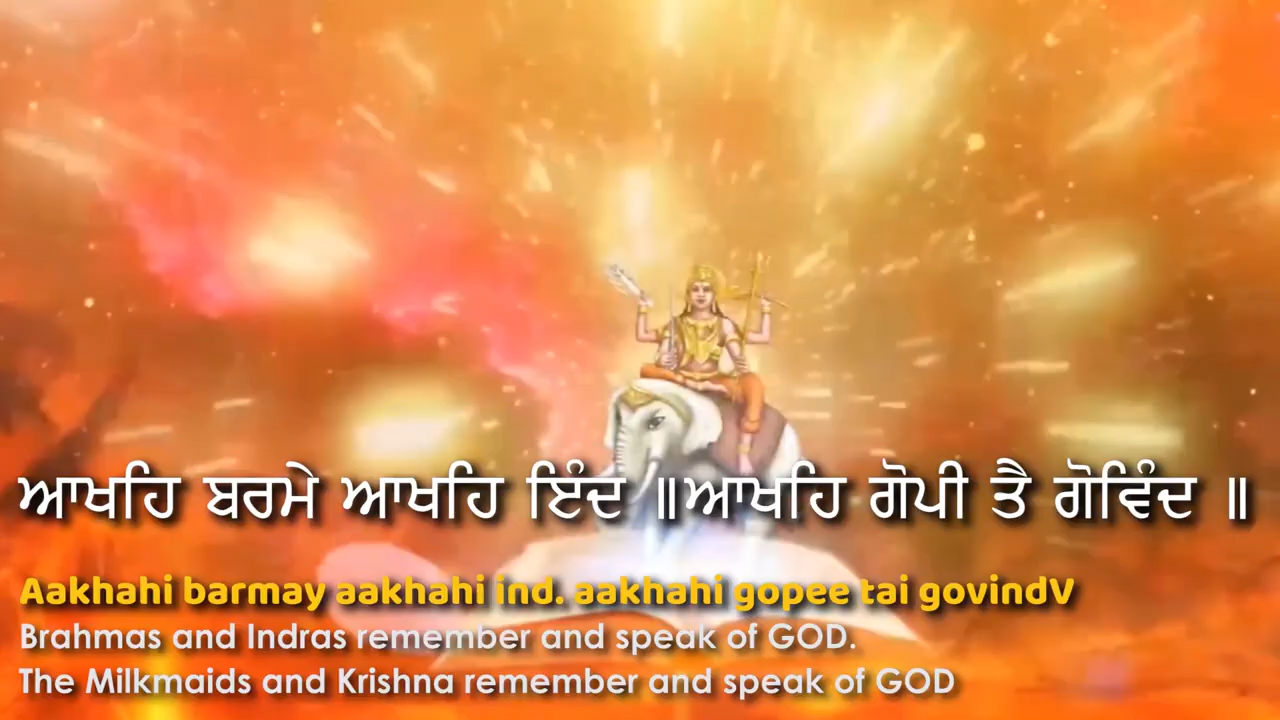 ਆਖਹਿ ਬਰਮੇ ਆਖਹਿ ਇੰਦ ॥ਆਖਹਿ ਗੋਪੀ ਤੈ ਗੋਵਿੰਦ ॥
Aakhahi barmay aakhahi ind. aakhahi gopee tai govindV
Brahmas and Indras remember and speak of GOD.
The Milkmaids and Krishna remember and speak of GOD